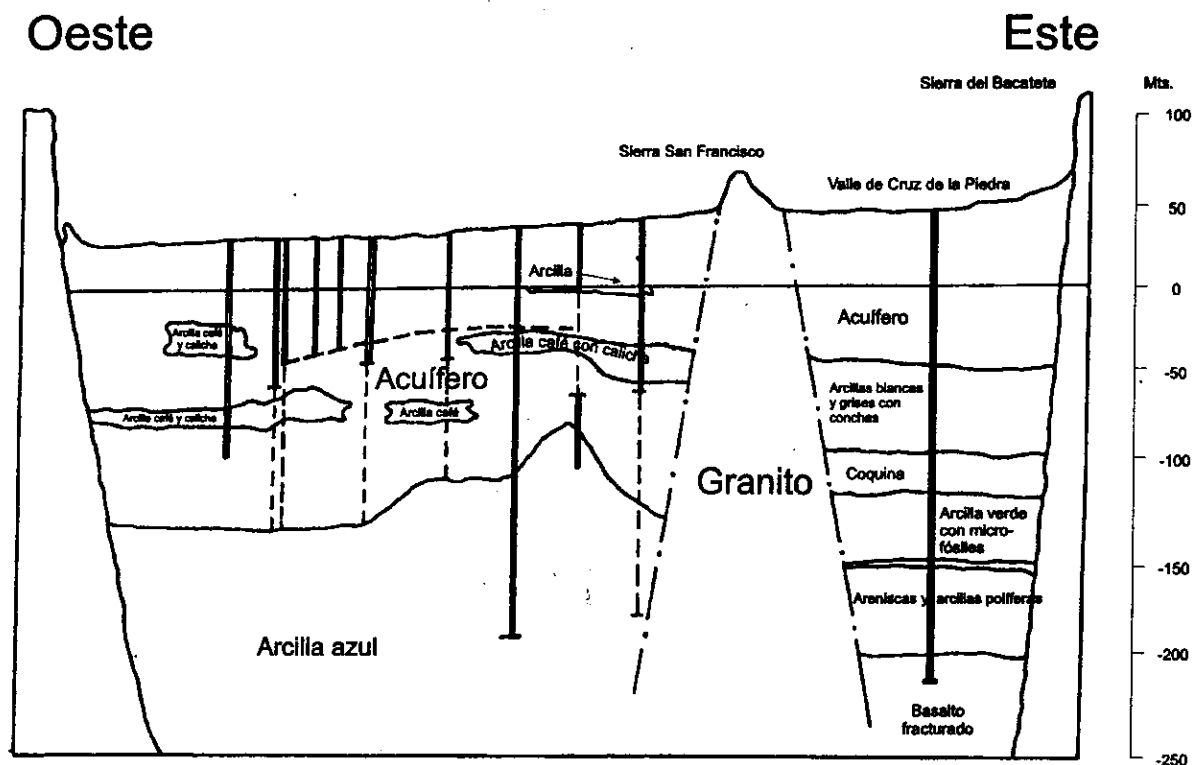 Oeste
Este
Sierra del Bacatete
Mts.
100
Sierra San Francisco
Valle de Cruz de la Piedra
50
Arcilla
0
Acuífero
Arcilla café
y caliche
Arcilla café con caliche
-50
Acuífero
Arcillas blancas
y grises con
conchas
Arcilla café y caliche
Arcilla café
-100
Granito
Coquina
Arcilla verde
con micro-
fósiles
-150
Areniscas y arcillas políferas
Arcilla azul
-200
Basalto
fracturado
-250